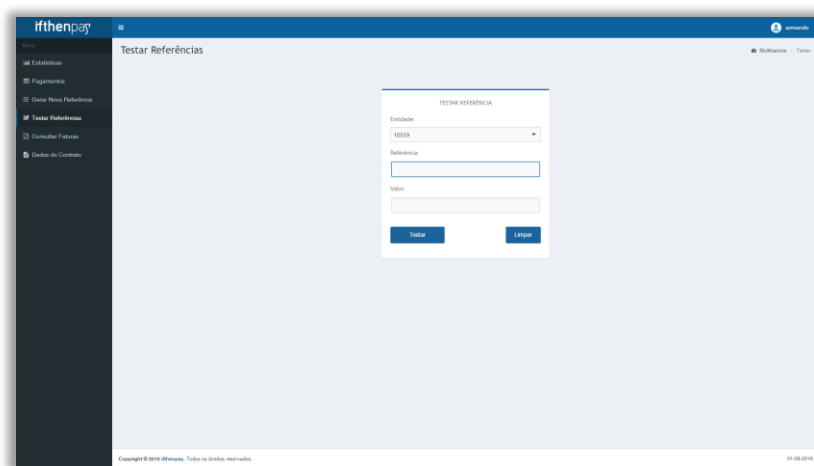 ifthenpay
armando
Menu
Testar Referências
Multibanco > Testar
Estatísticas
Pagamentos
Gerar Nova Referência
Testar Referências
Consultar Faturas
Dados do Contrato
TESTAR REFERÊNCIA
Entidade:
10559
Referência
Valor:
Testar
Limpar
Copyright © 2016 ifthenpay. Todos os direitos reservados.
01-08-2016